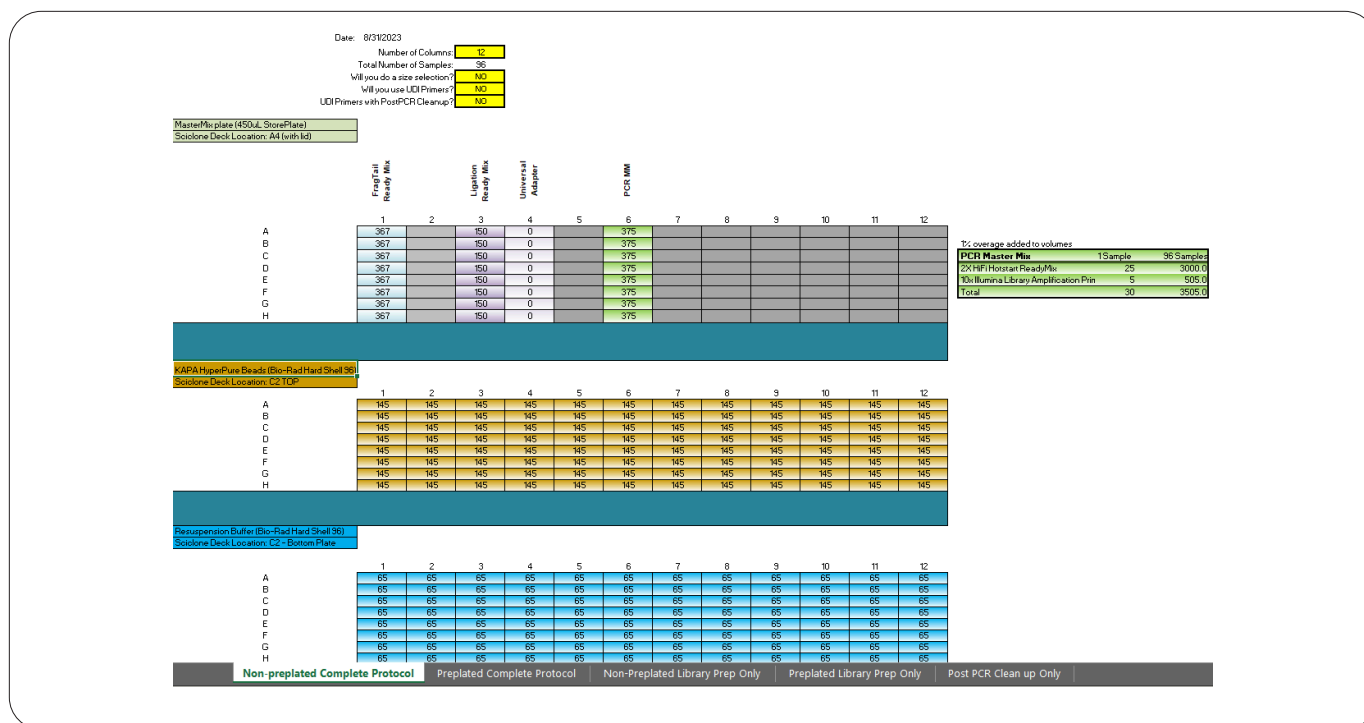 Date: 8/31/2023
Number of Columns: 12
Total Number of Samples: 96
Will you do a size selection? NO
Will you use UDI Primers? NO
UDI Primers with PostPCR Cleanup? NO
MasterMix plate (450uL StorePlate)
Sciclone Deck Location: A4 (with lid)
FragTail Ready Mix Ligation Ready Mix Universal Adapter PCR MM
1 2 3 4 5 6 7 8 9 10 11 12
A 367 150 0 375
B 367 150 0 375
C 367 150 0 375
D 367 150 0 375
E 367 150 0 375
F 367 150 0 375
G 367 150 0 375
H 367 150 0 375
1% overage added to volumes
PCR Master Mix 1 Sample 96 Samples
2X HiFi Hotstart ReadyMix 25 3000.0
10x Illumina Library Amplification Prin 5 505.0
Total 30 3505.0
KAPA HyperPure Beads (Bio-Rad Hard Shell 96)
Sciclone Deck Location: C2 TOP
1 2 3 4 5 6 7 8 9 10 11 12
A 145 145 145 145 145 145 145 145 145 145 145 145
B 145 145 145 145 145 145 145 145 145 145 145 145
C 145 145 145 145 145 145 145 145 145 145 145 145
D 145 145 145 145 145 145 145 145 145 145 145 145
E 145 145 145 145 145 145 145 145 145 145 145 145
F 145 145 145 145 145 145 145 145 145 145 145 145
G 145 145 145 145 145 145 145 145 145 145 145 145
H 145 145 145 145 145 145 145 145 145 145 145 145
Resuspension Buffer (Bio-Rad Hard Shell 96)
Sciclone Deck Location: C2 - Bottom Plate
1 2 3 4 5 6 7 8 9 10 11 12
A 65 65 65 65 65 65 65 65 65 65 65 65
B 65 65 65 65 65 65 65 65 65 65 65 65
C 65 65 65 65 65 65 65 65 65 65 65 65
D 65 65 65 65 65 65 65 65 65 65 65 65
E 65 65 65 65 65 65 65 65 65 65 65 65
F 65 65 65 65 65 65 65 65 65 65 65 65
G 65 65 65 65 65 65 65 65 65 65 65 65
H 65 65 65 65 65 65 65 65 65 65 65 65
Non-preplated Complete Protocol Preplated Complete Protocol Non-Preplated Library Prep Only Preplated Library Prep Only Post PCR Clean up Only